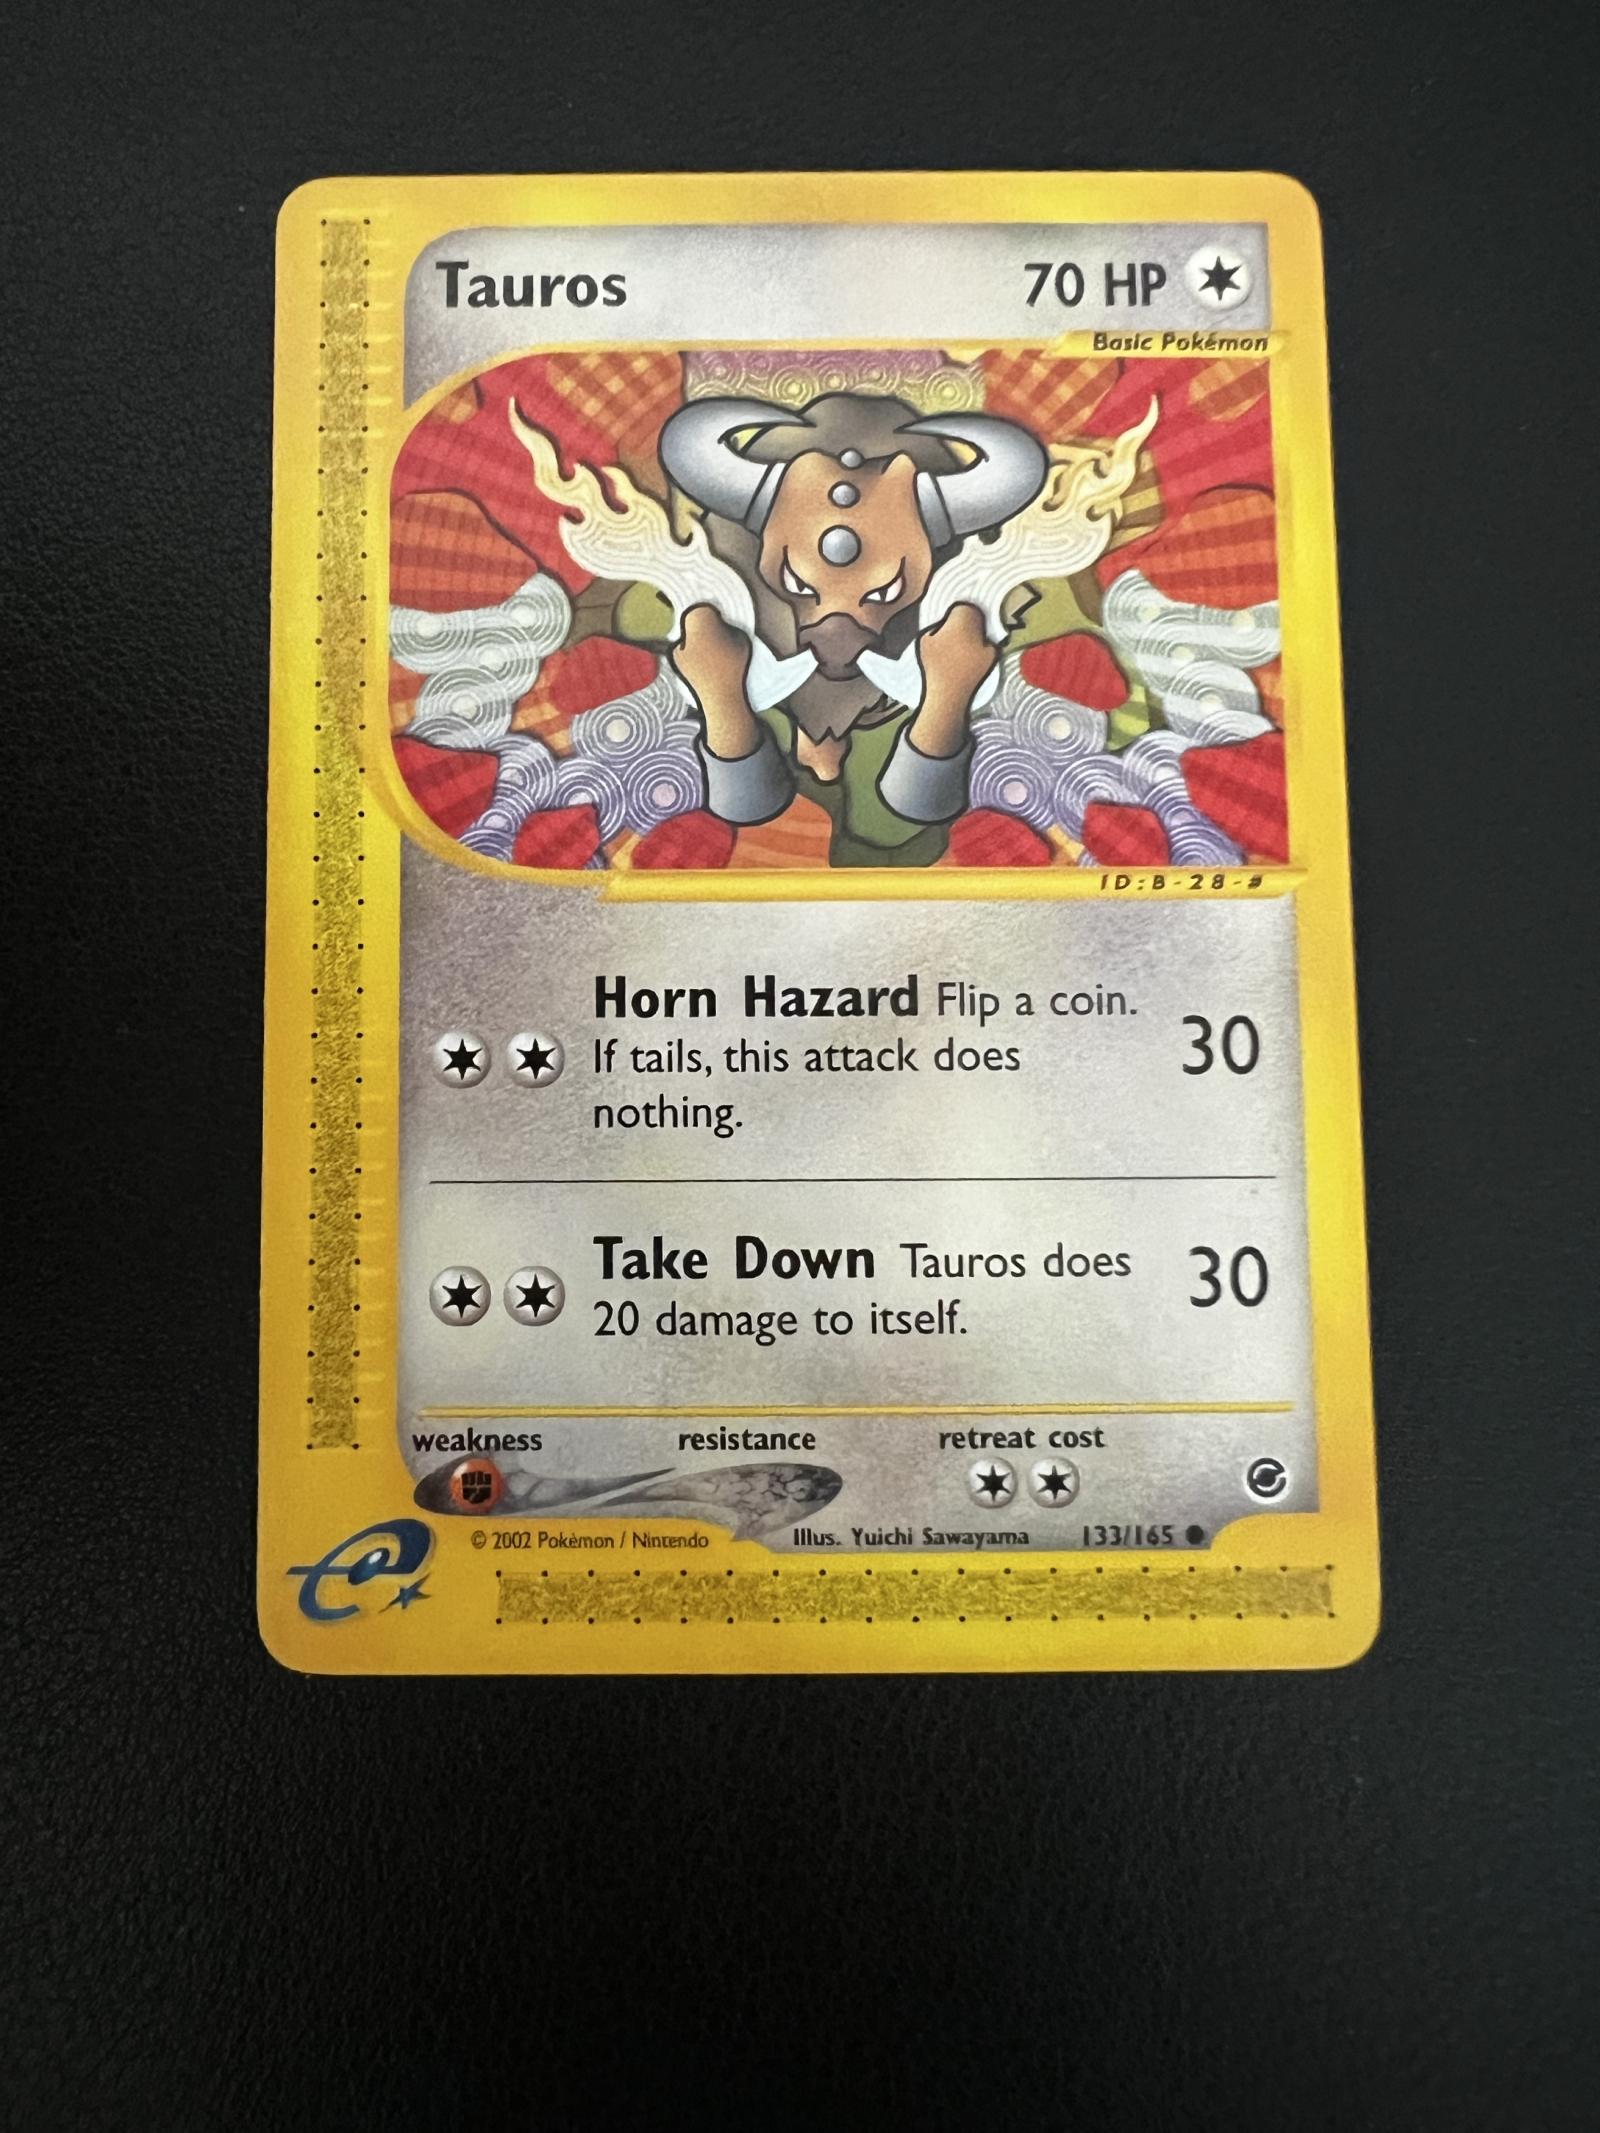 Tauros 70 HP
Basic Pokémon
ID:B-28-#
Horn Hazard Flip a coin.
If tails, this attack does
nothing.
30
Take Down Tauros does
20 damage to itself.
30
weakness resistance retreat cost
© 2002 Pokémon / Nintendo Illus. Yuichi Sawayama 133/165
e